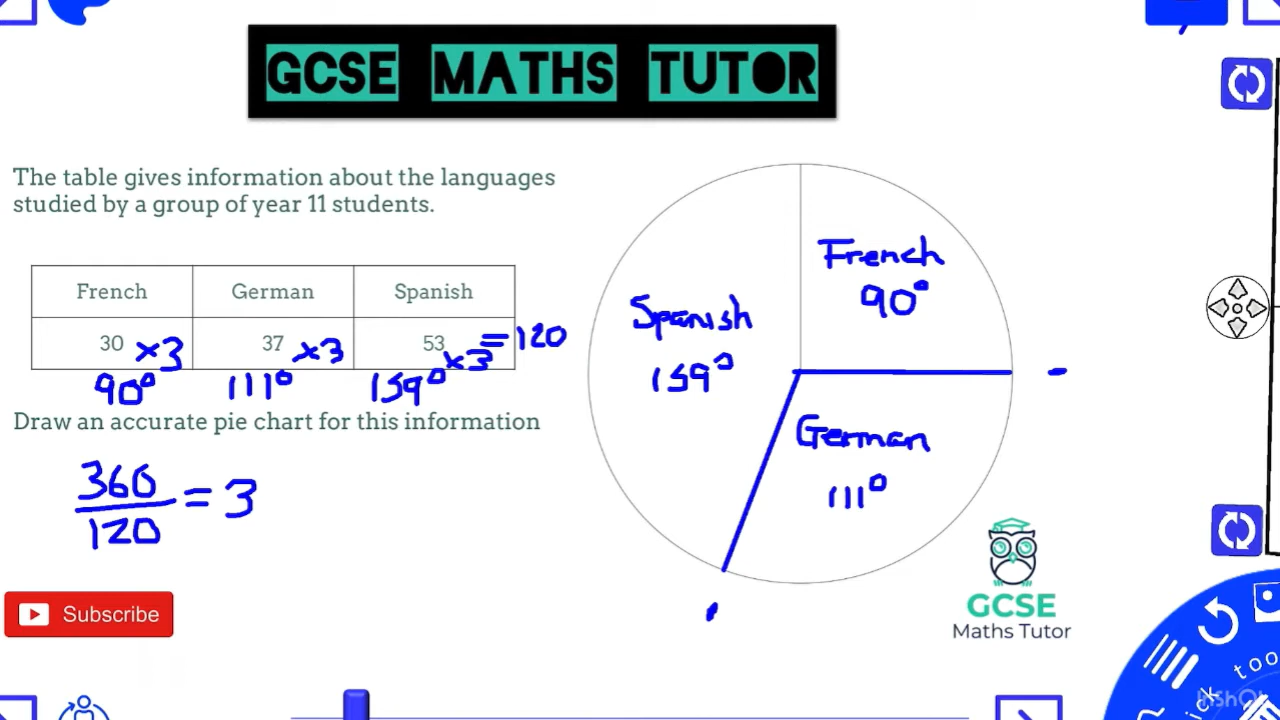 GCSE MATHS TUTOR
The table gives information about the languages
studied by a group of year 11 students.
French German Spanish
30 ×3 37 ×3 53 ×3 =120
90° 111° 159°
Draw an accurate pie chart for this information
360/120 = 3
French
90°
Spanish
159°
German
111°
Subscribe
GCSE
Maths Tutor
too
ick